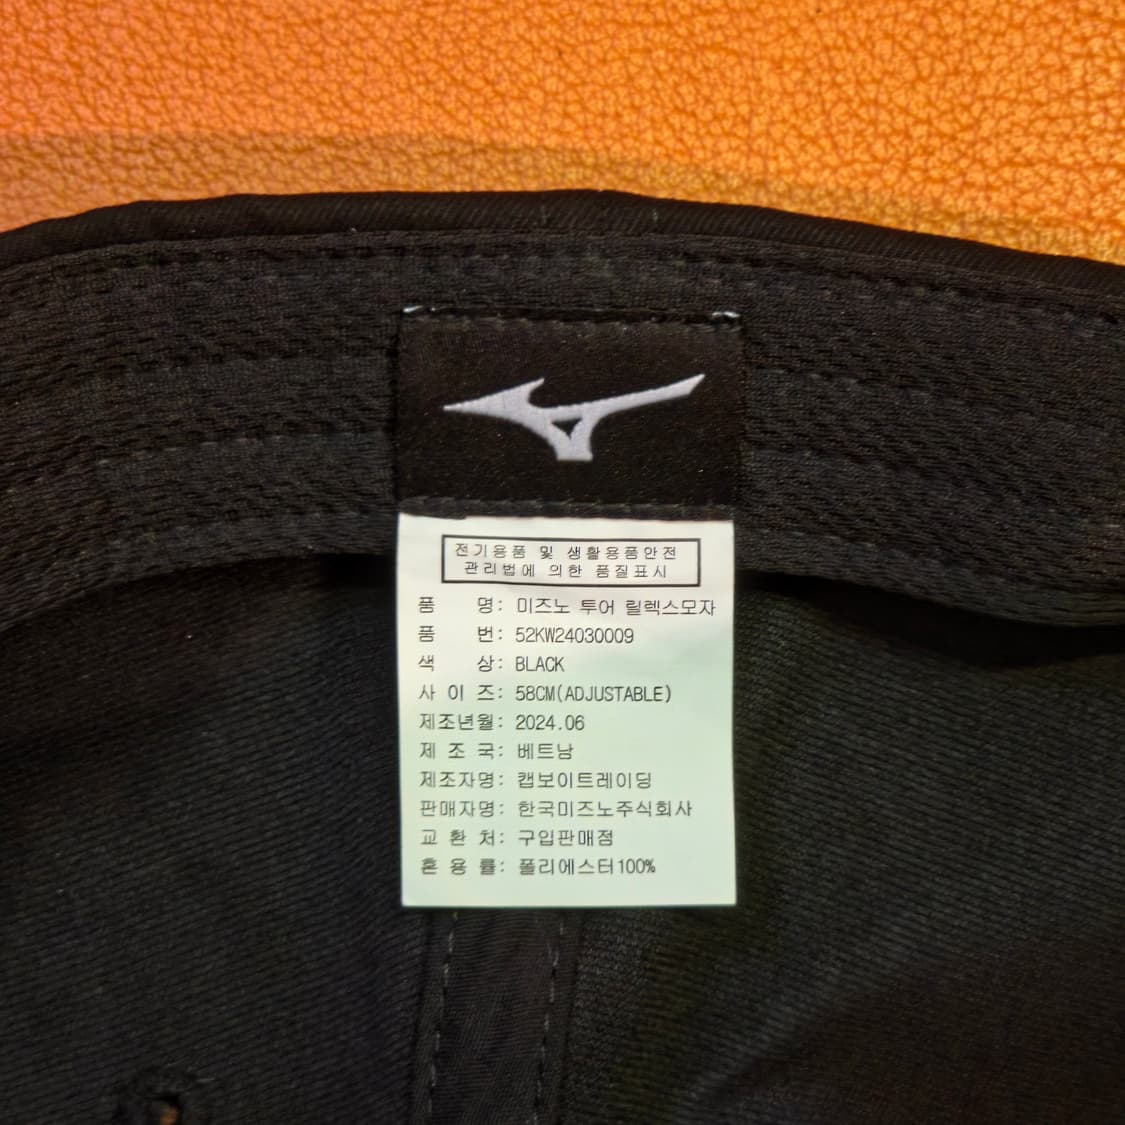 전기용품 및 생활용품안전
관리법에 의한 품질표시
품 명: 미즈노 투어 릴렉스모자
품 번: 52KW24030009
색 상: BLACK
사 이 즈: 58CM(ADJUSTABLE)
제조년월: 2024.06
제 조 국: 베트남
제조자명: 캡보이트레이딩
판매자명: 한국미즈노주식회사
교 환 처: 구입판매점
혼 용 률: 폴리에스터100%